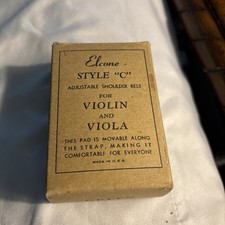 Elcone
STYLE "C"
ADJUSTABLE SHOULDER REST
FOR
VIOLIN
AND
VIOLA
THIS PAD IS MOVABLE ALONG
THE STRAP, MAKING IT
COMFORTABLE FOR EVERYONE
MADE IN U.S.A.